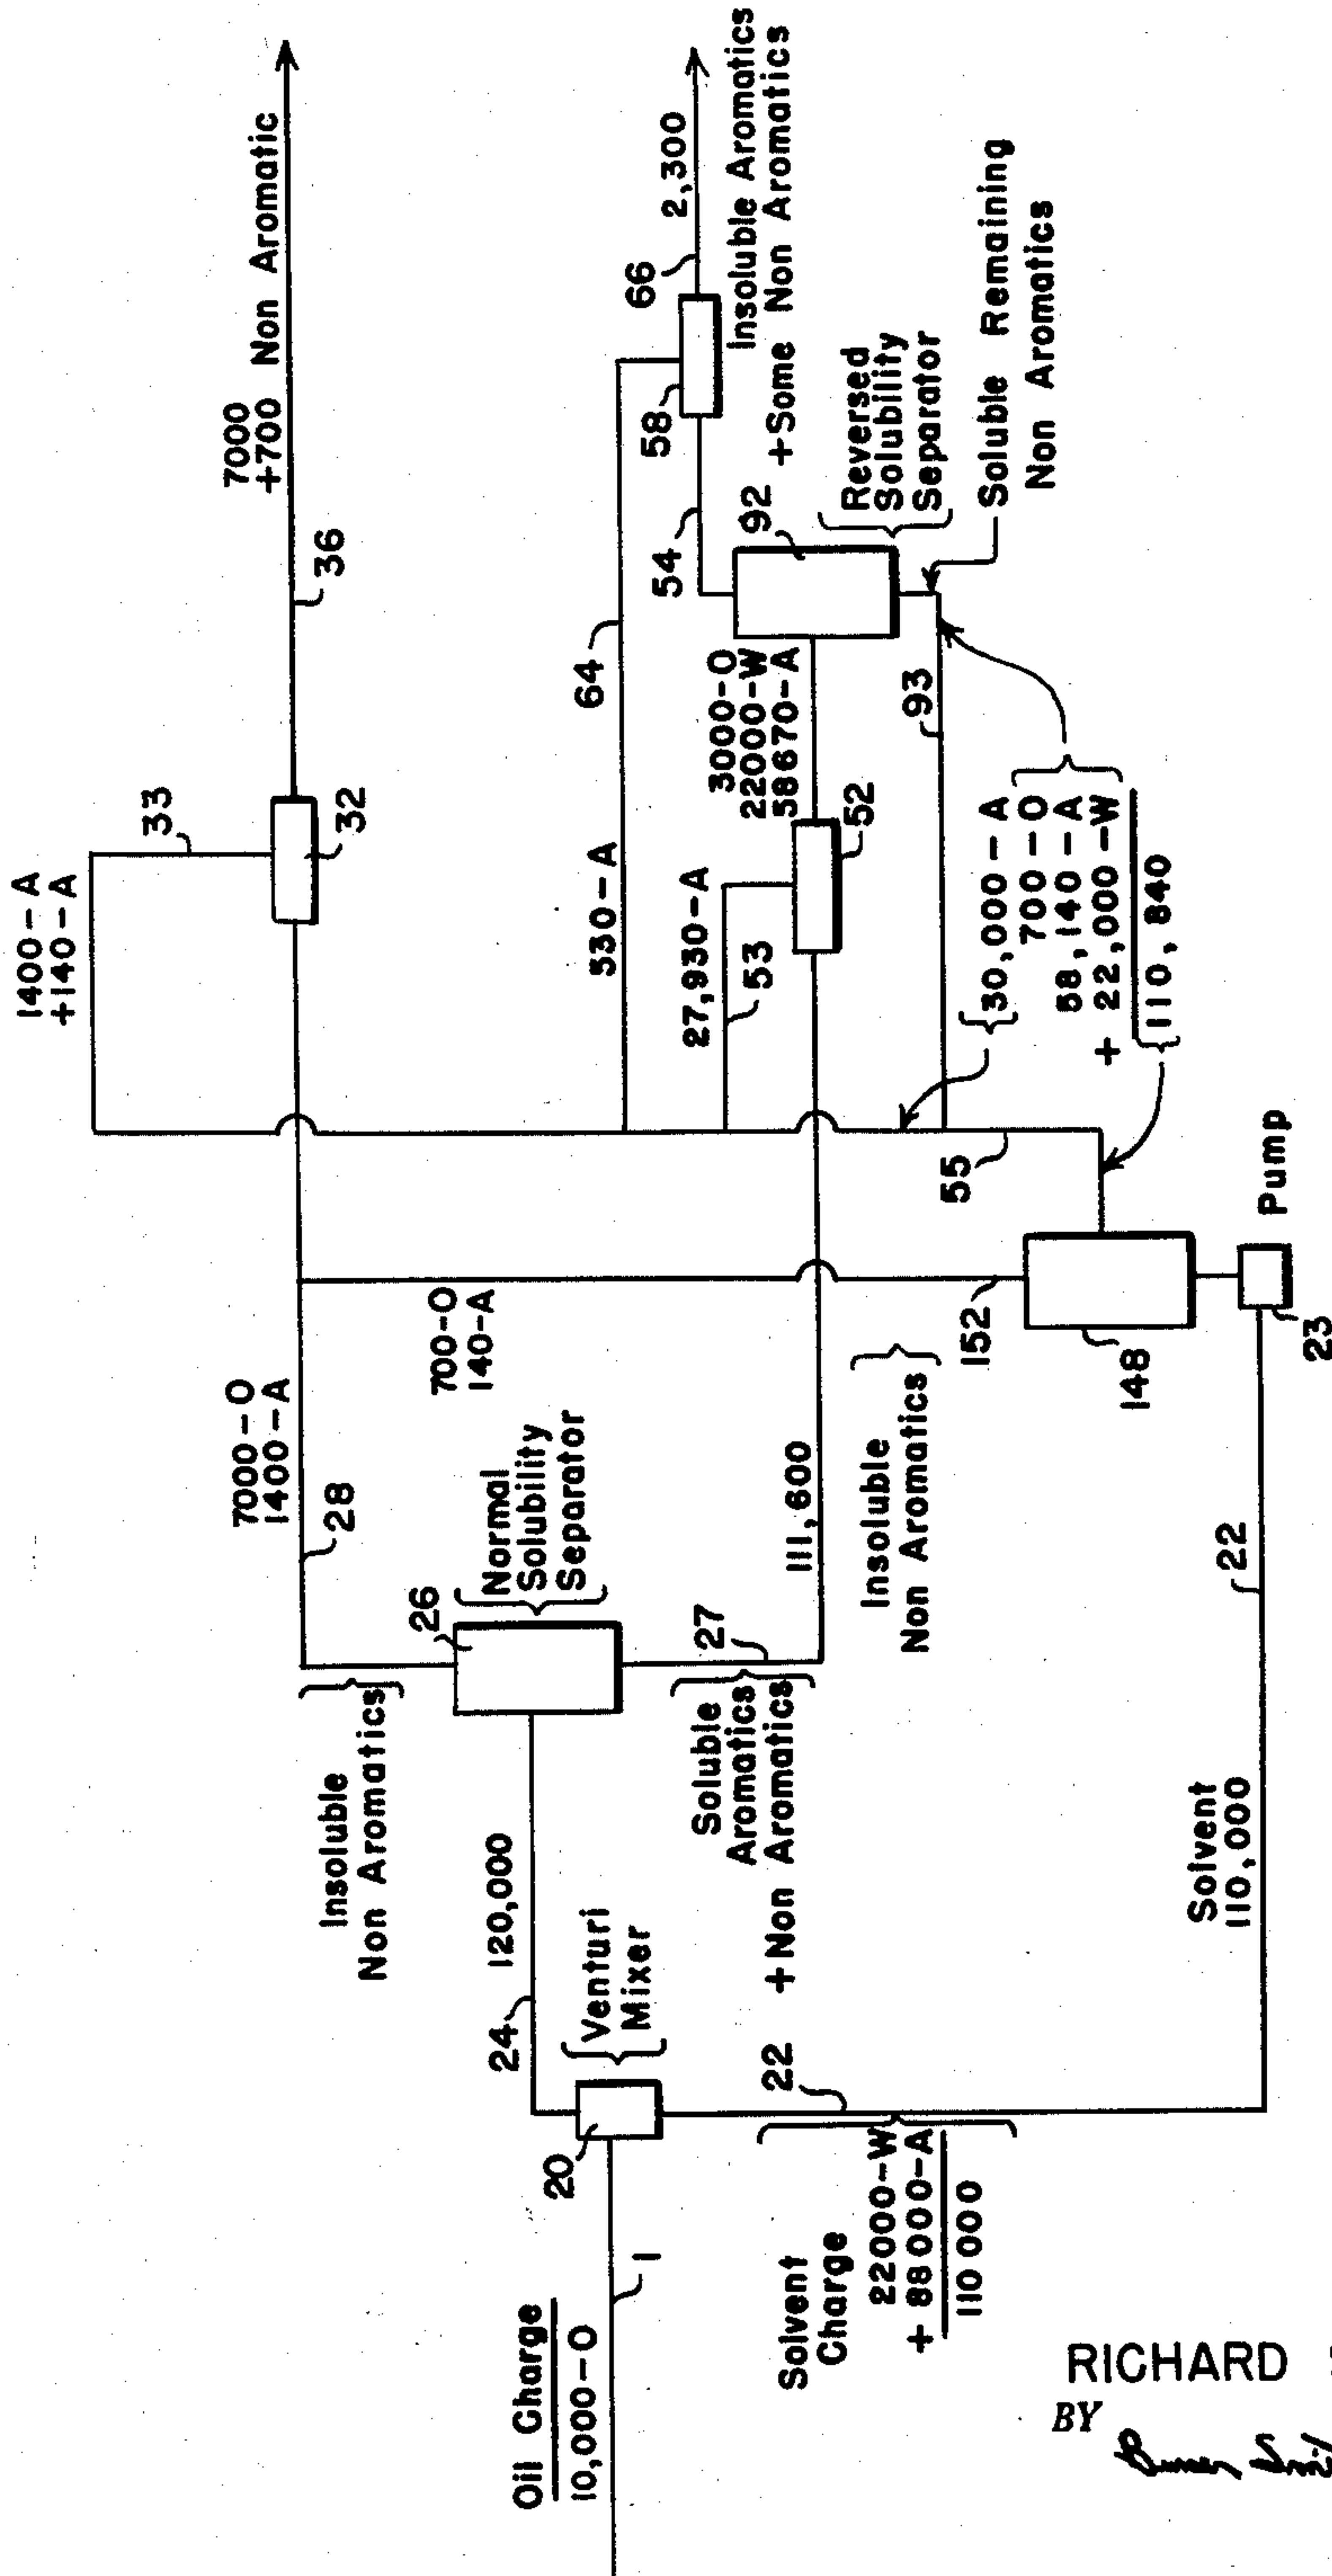 Oil Charge
10,000-O
1
20
Venturi
Mixer
Solvent
Charge
22000-W
+ 88000-A
110 000
22
24
120,000
Insoluble
Non Aromatics
26
Normal
Solubility
Separator
28
7000-O
1400-A
Soluble
Aromatics
+Non Aromatics
27
111,600
Solvent
110,000
22
700-O
140-A
Insoluble
Non Aromatics
152
148
23
Pump
1400-A
+140-A
33
32
7000
+700 Non Aromatic
36
530-A
64
27,930-A
53
52
55
3000-O
22000-W
58670-A
54
58
66
2,300
Insoluble Aromatics
+Some Non Aromatics
92
Reversed
Solubility
Separator
93
Soluble Remaining
Non Aromatics
30,000-A
700-O
58,140-A
+ 22,000-W
110,840
RICHARD
BY